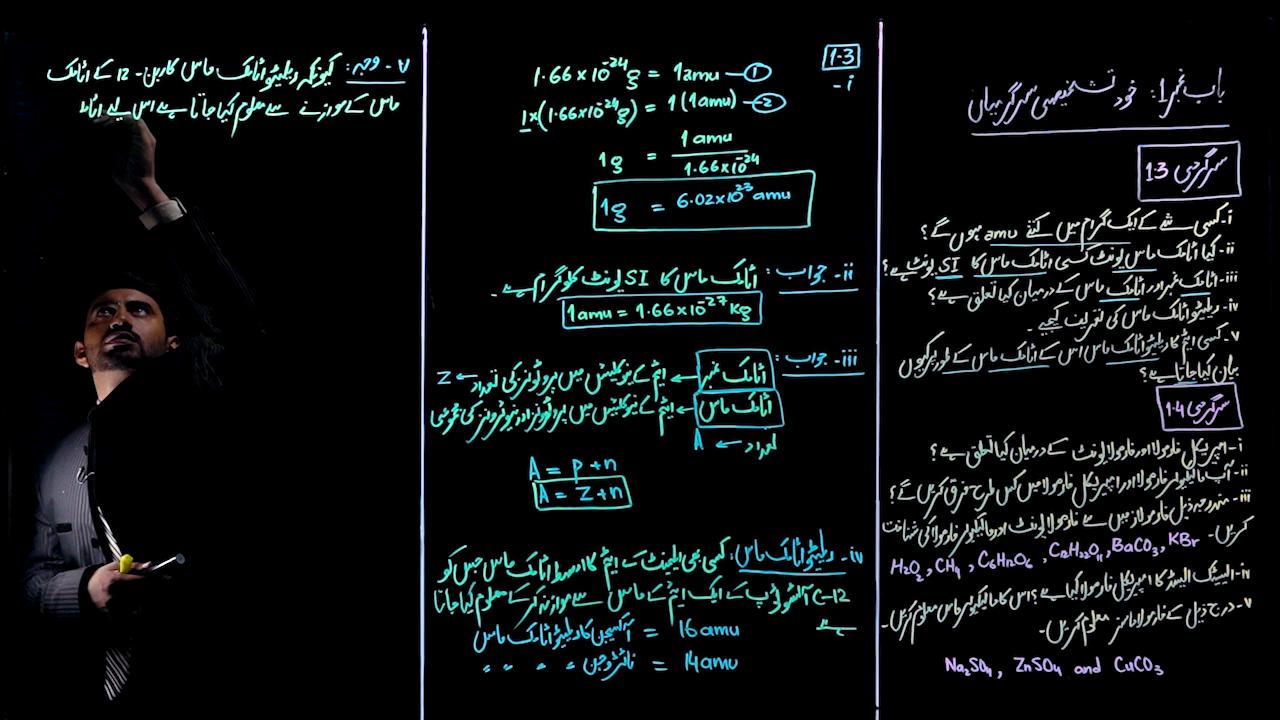 باب نمبر 1: خود تشخیصی سرگرمیاں
سرگرمی 1.3
i- کسی شے کے ایک گرام میں کتنے amu ہوں گے؟
ii- کیا اٹامک ماس یونٹ کسی اٹامک ماس کا SI یونٹ ہے؟
iii- اٹامک نمبر اور اٹامک ماس کے درمیان کیا تعلق ہے؟
iv- ریلیٹو اٹامک ماس کی تعریف کیجیے۔
v- کسی ایٹم کا ریلیٹو اٹامک ماس اس کے اٹامک ماس کے طور پر کیوں
بیان کیا جاتا ہے؟
سرگرمی 1.4
i- امپیریکل فارمولا اور فارمولا یونٹ کے درمیان کیا تعلق ہے؟
ii- آپ مالیکیولر فارمولا اور امپیریکل فارمولا میں کس طرح فرق کریں گے؟
iii- مندرجہ ذیل فارمولاز میں سے فارمولا یونٹ اور مالیکیولر فارمولا کی شناخت
کریں۔
H2O2, CH4, C6H12O6, C12H22O11, BaCO3, KBr
iv- ایسیٹک ایسڈ کا امپیریکل فارمولا کیا ہے؟ اس کا مالیکیولر ماس معلوم کریں۔
v- درج ذیل کے فارمولا ماسز معلوم کریں۔
Na2SO4, ZnSO4 and CuCO3
1.3
i-
1.66×10^-24 g = 1amu — 1
1×(1.66×10^-24 g) = 1 (1amu) — 2
1g = 1 amu / 1.66×10^-24
1g = 6.02×10^23 amu
ii- جواب: اٹامک ماس کا SI یونٹ کلوگرام ہے۔
1amu = 1.66×10^-27 Kg
iii- جواب:
اٹامک نمبر ← ایٹم کے نیوکلیئس میں پروٹونز کی تعداد ← Z
اٹامک ماس ← ایٹم کے نیوکلیئس میں پروٹونز اور نیوٹرونز کی مجموعی
تعداد ← A
A = p+n
A = Z+n
iv- ریلیٹو اٹامک ماس: کسی بھی ایلیمنٹ کے ایٹم کا اوسط اٹامک ماس جس کو
C-12 آئسوٹوپ کے ایک ایٹم کے ماس سے موازنہ کر کے معلوم کیا جاتا
ہے
آکسیجن کا ریلیٹو اٹامک ماس = 16 amu
نائٹروجن " " " " = 14 amu
v- وجہ: کیونکہ ریلیٹو اٹامک ماس کاربن-12 کے اٹامک
ماس کے موازنے سے معلوم کیا جاتا ہے اس لیے اٹا